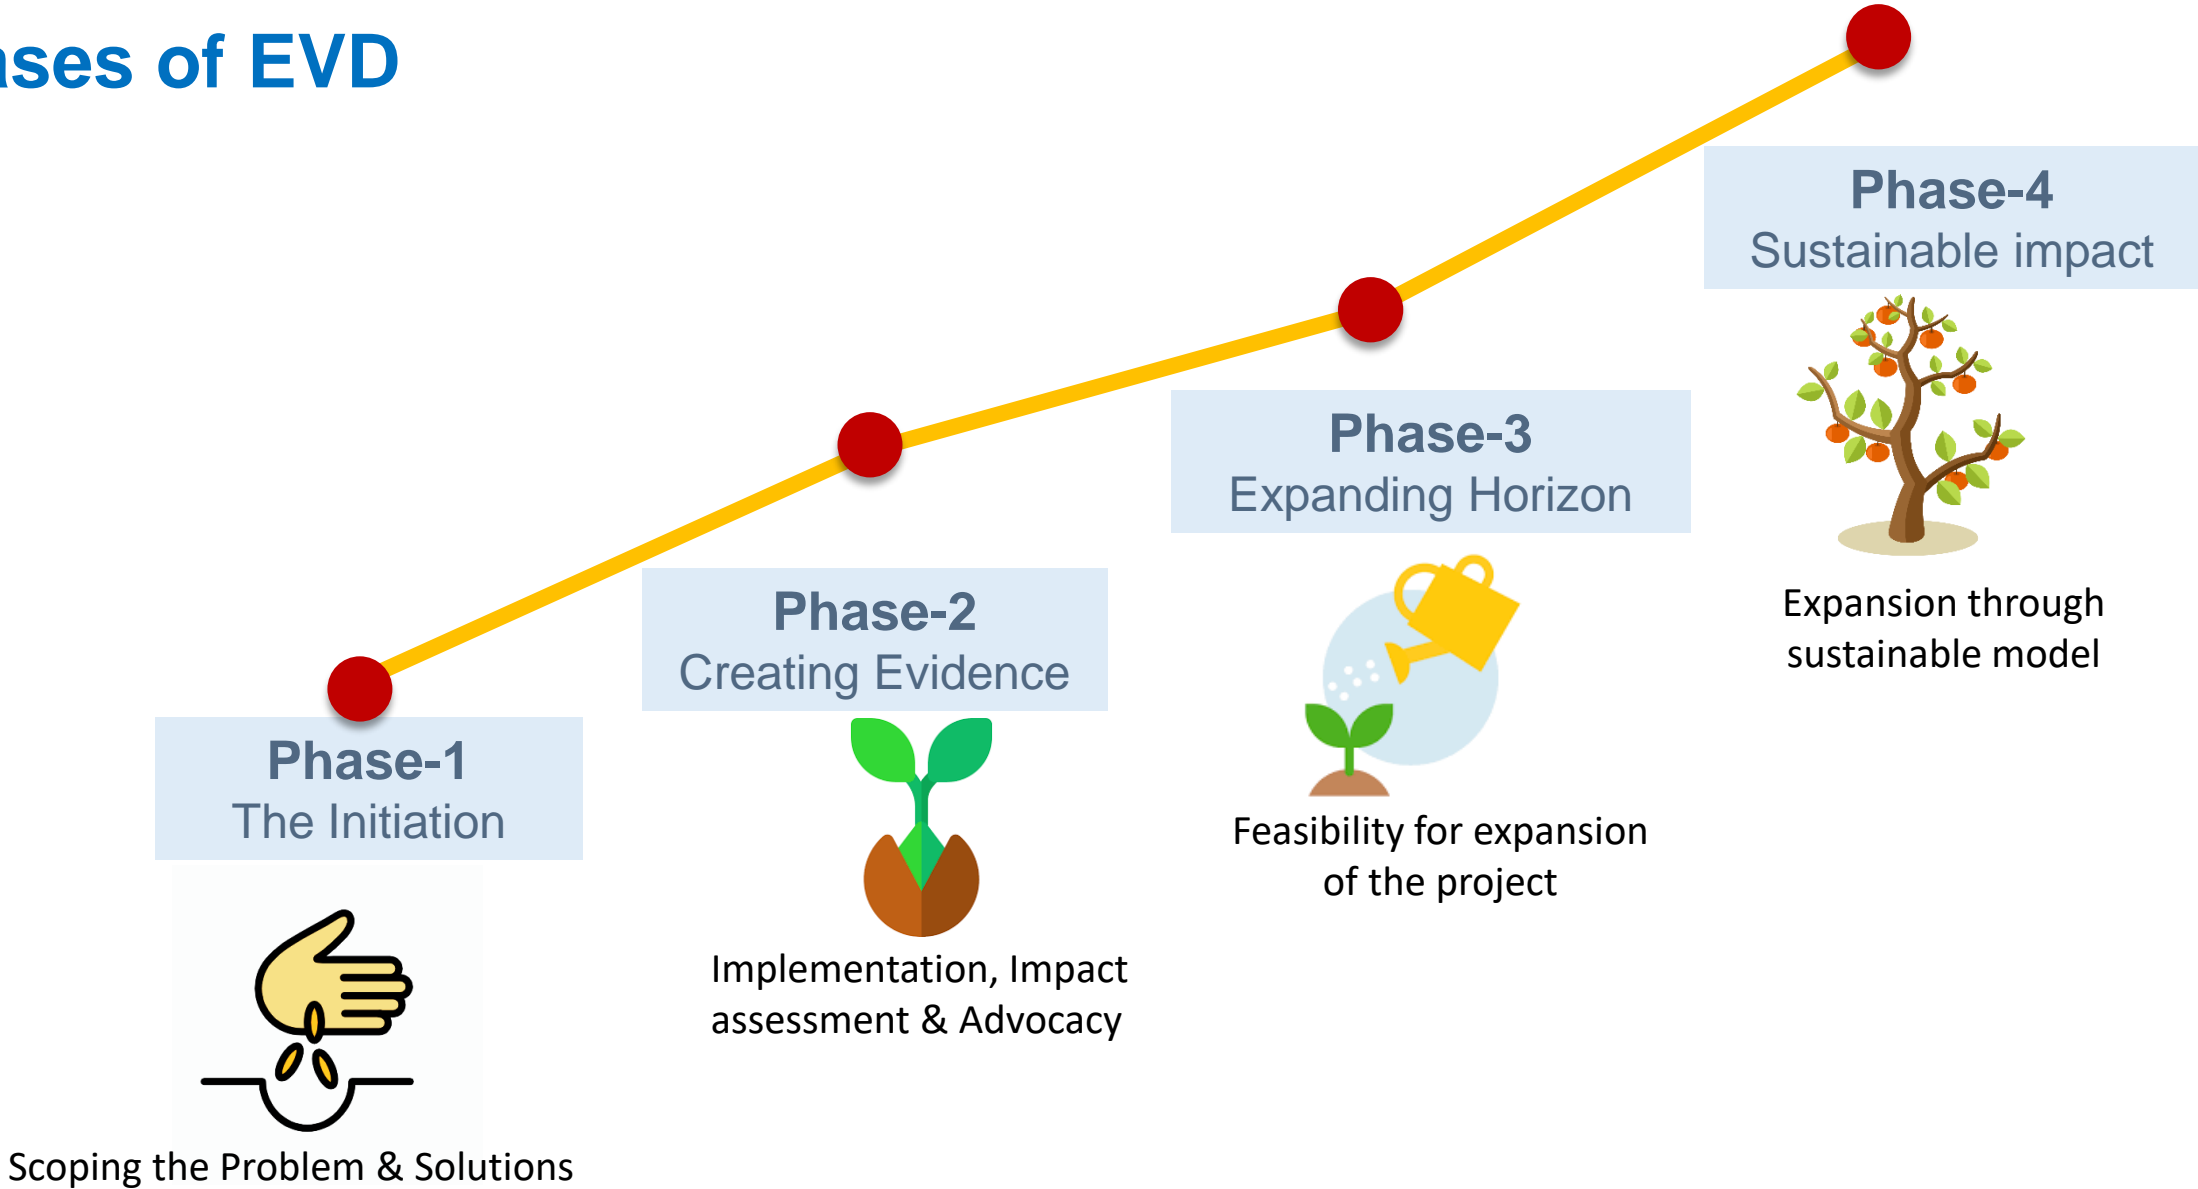 ases of EVD
Phase-1
The Initiation
Scoping the Problem & Solutions
Phase-2
Creating Evidence
Implementation, Impact
assessment & Advocacy
Phase-3
Expanding Horizon
Feasibility for expansion
of the project
Phase-4
Sustainable impact
Expansion through
sustainable model